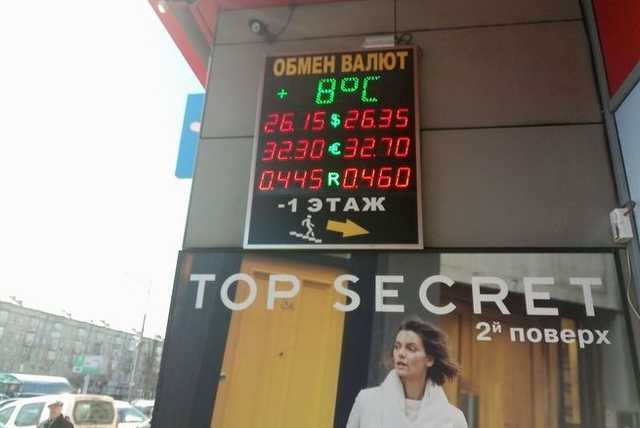 ОБМЕН ВАЛЮТ
+ 8°C
26.15 $ 26.35
32.30 € 32.70
0.445 R 0.460
-1 ЭТАЖ
TOP SECRET
2й поверх